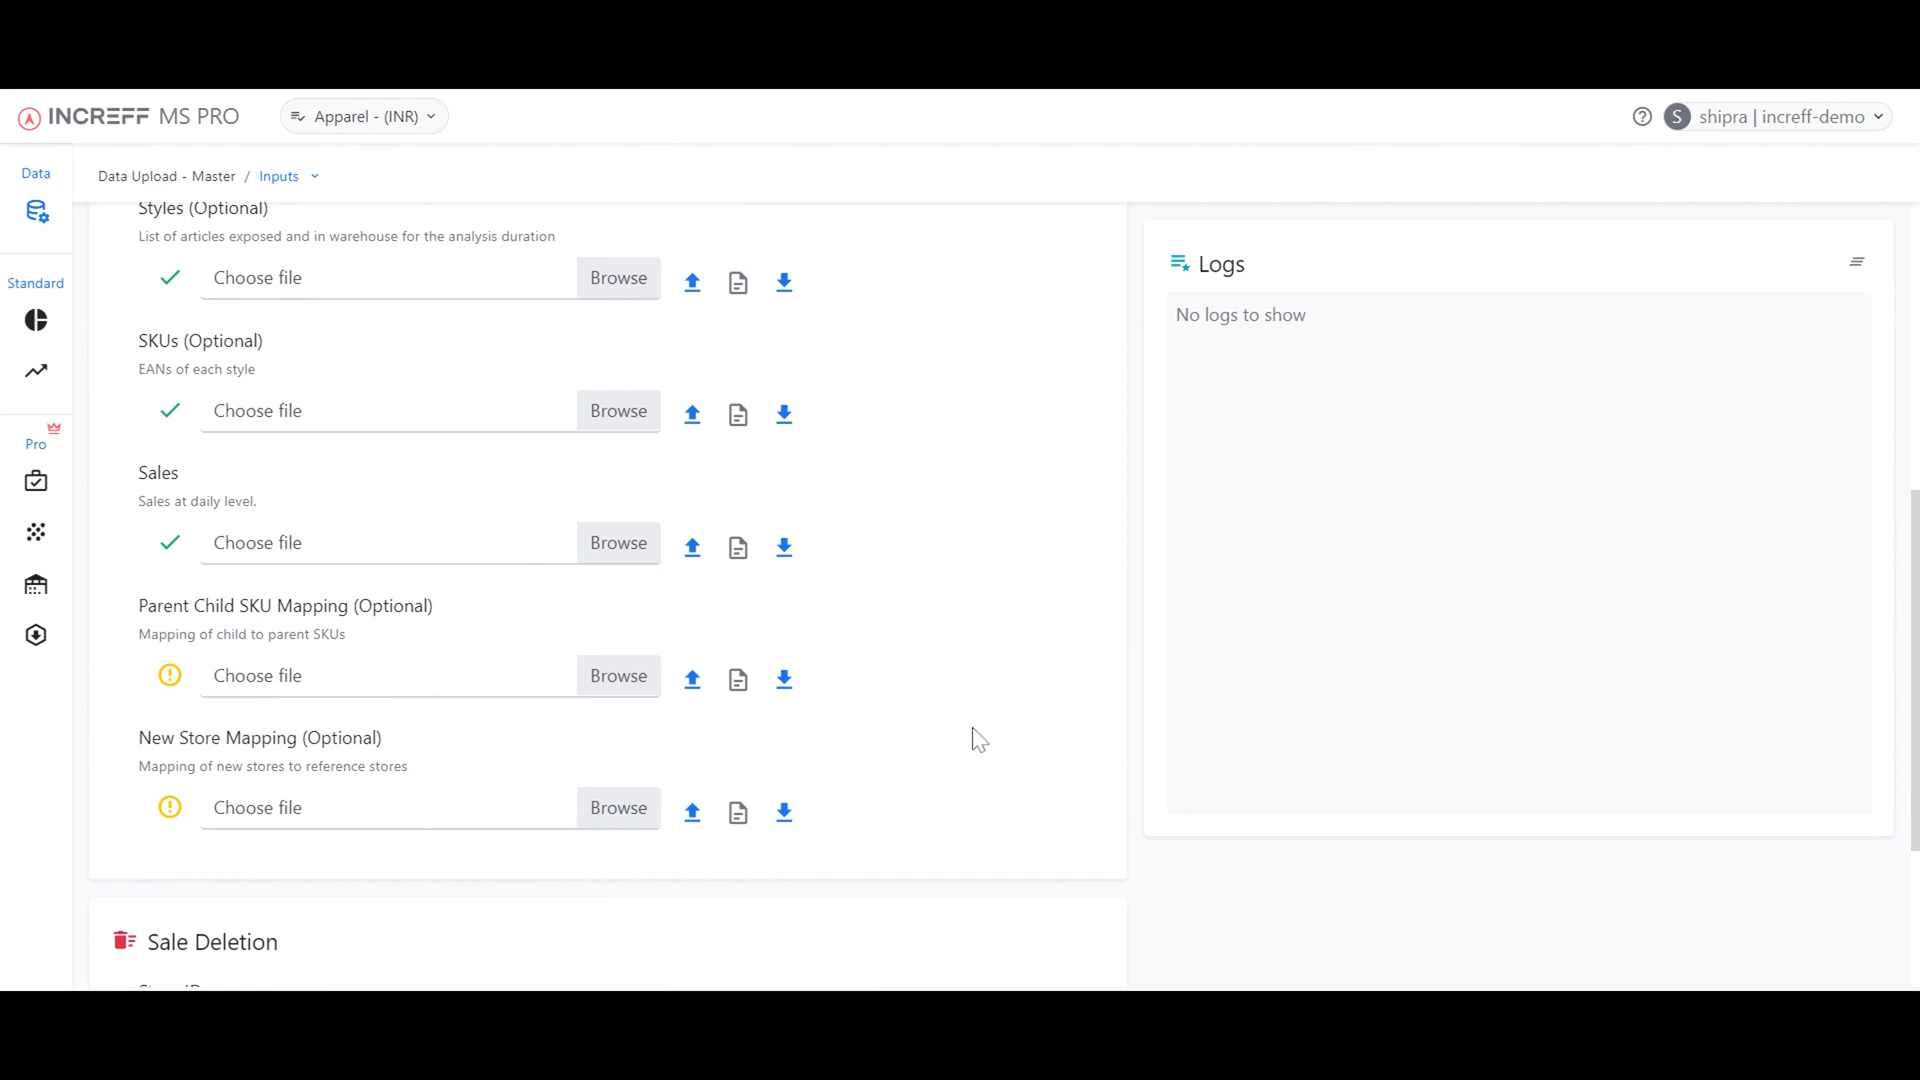 INCREFF MS PRO
Apparel - (INR)
S
shipra | increff-demo
Data
Data Upload - Master / Inputs
Styles (Optional)
List of articles exposed and in warehouse for the analysis duration
Choose file
Browse
Logs
No logs to show
Standard
SKUs (Optional)
EANs of each style
Choose file
Browse
Pro
Sales
Sales at daily level.
Choose file
Browse
Parent Child SKU Mapping (Optional)
Mapping of child to parent SKUs
Choose file
Browse
New Store Mapping (Optional)
Mapping of new stores to reference stores
Choose file
Browse
Sale Deletion